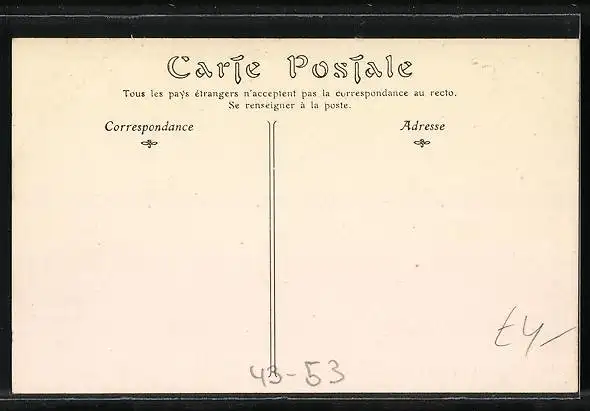 Carte Postale
Tous les pays étrangers n'acceptent pas la correspondance au recto.
Se renseigner à la poste.
Correspondance
Adresse
43-53